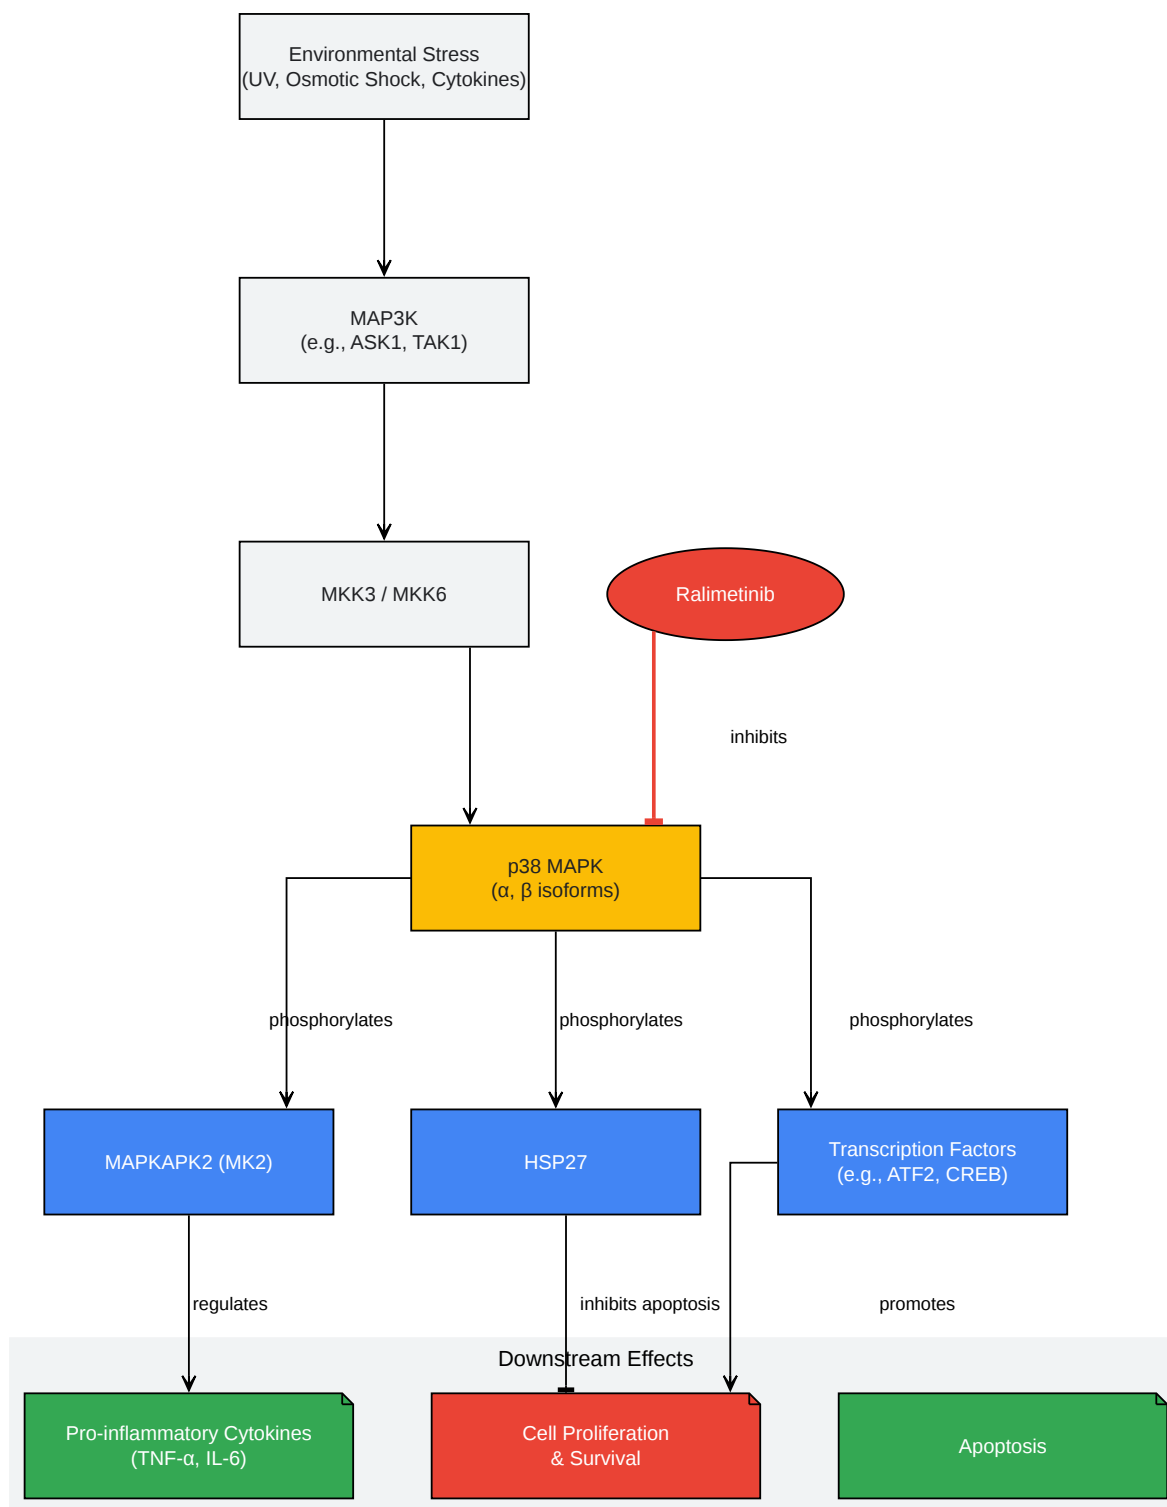 Environmental Stress
(UV, Osmotic Shock, Cytokines)
MAP3K
(e.g., ASK1, TAK1)
MKK3 / MKK6
Ralimetinib
inhibits
p38 MAPK
(α, β isoforms)
phosphorylates
phosphorylates
phosphorylates
MAPKAPK2 (MK2)
HSP27
Transcription Factors
(e.g., ATF2, CREB)
regulates
inhibits apoptosis
promotes
Downstream Effects
Pro-inflammatory Cytokines
(TNF-α, IL-6)
Cell Proliferation
& Survival
Apoptosis